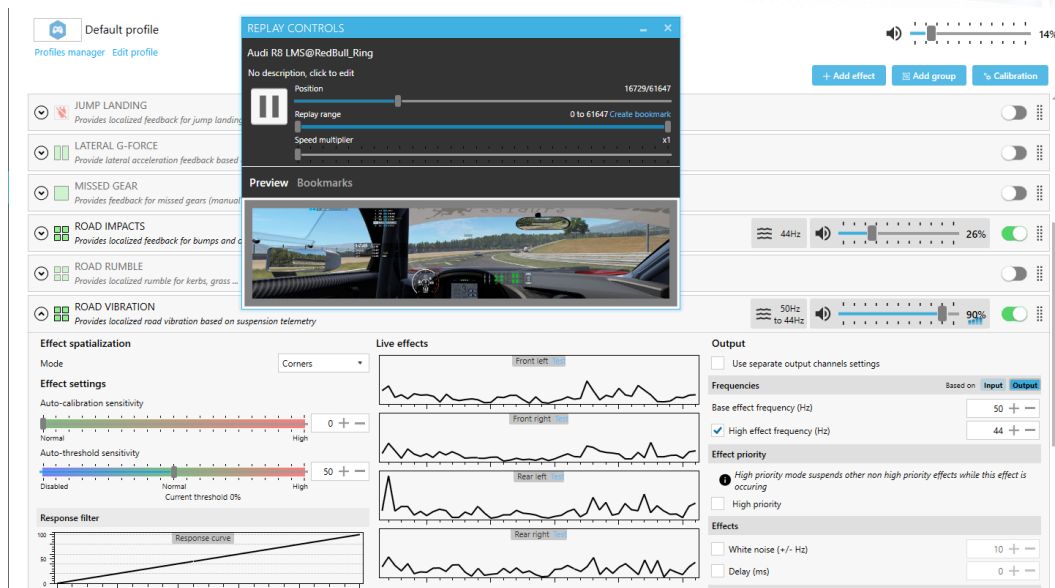 Default profile
Profiles manager Edit profile
REPLAY CONTROLS
Audi R8 LMS@RedBull_Ring
No description, click to edit
Position 16729/61647
Replay range 0 to 61647 Create bookmark
Speed multiplier x1
Preview Bookmarks
14%
+ Add effect Add group Calibration
JUMP LANDING
Provides localized feedback for jump landing
LATERAL G-FORCE
Provide lateral acceleration feedback based
MISSED GEAR
Provides feedback for missed gears (manual
ROAD IMPACTS
Provides localized feedback for bumps and
44Hz 26%
ROAD RUMBLE
Provides localized rumble for kerbs, grass ...
ROAD VIBRATION
Provides localized road vibration based on suspension telemetry
50Hz
to 44Hz
90%
Effect spatialization
Mode Corners
Effect settings
Auto-calibration sensitivity
0 + −
Normal High
Auto-threshold sensitivity
50 + −
Disabled Normal High
Current threshold 0%
Response filter
100
Response curve
50
0
Live effects
Front left Test
Front right Test
Rear left Test
Rear right Test
Output
Use separate output channels settings
Frequencies Based on Input Output
Base effect frequency (Hz) 50 + −
High effect frequency (Hz) 44 + −
Effect priority
High priority mode suspends other non high priority effects while this effect is
occuring
High priority
Effects
White noise (+/- Hz) 10 + −
Delay (ms) 0 + −